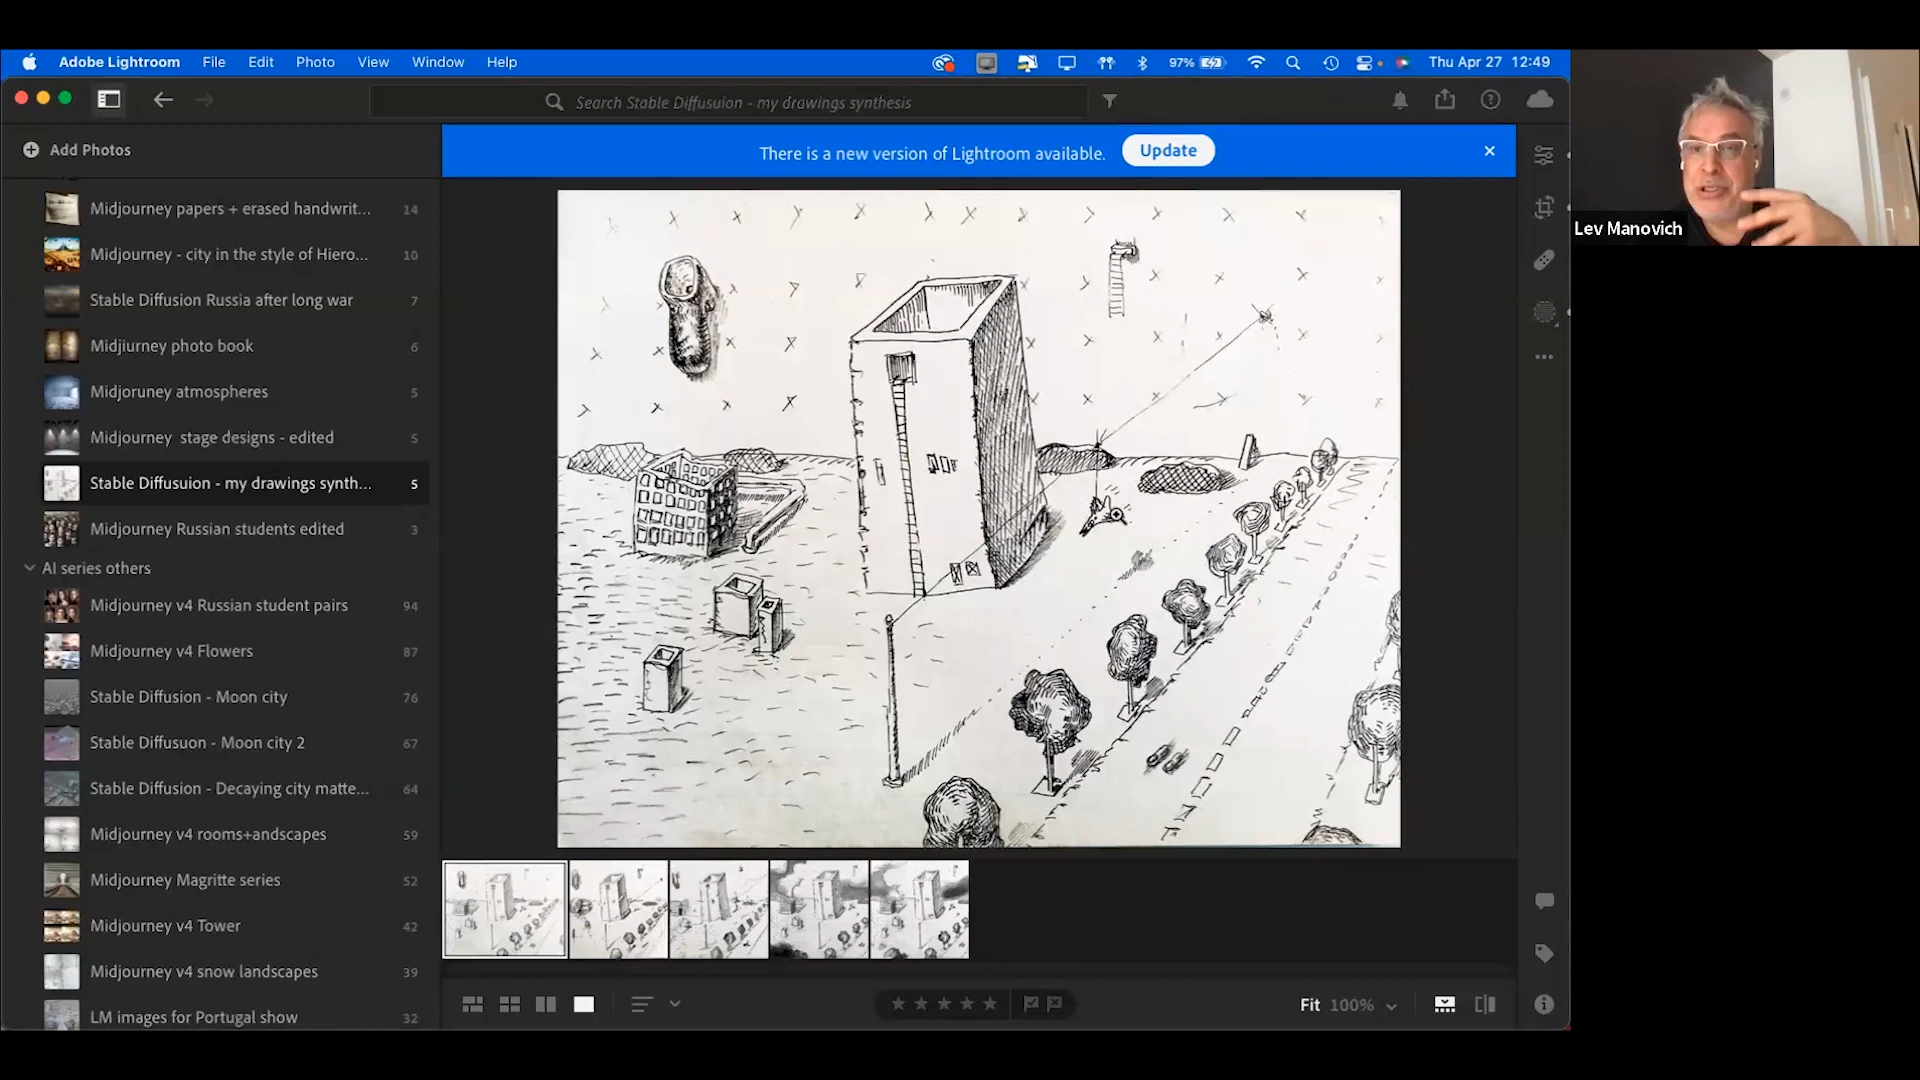 Adobe Lightroom File Edit Photo View Window Help 97% Thu Apr 27 12:49
Search Stable Diffusuion - my drawings synthesis
Add Photos
There is a new version of Lightroom available. Update
Midjourney papers + erased handwrit... 14
Midjourney - city in the style of Hiero... 10
Stable Diffusion Russia after long war 7
Midjiurney photo book 6
Midjoruney atmospheres 5
Midjourney stage designs - edited 5
Stable Diffusuion - my drawings synth... 5
Midjourney Russian students edited 3
AI series others
Midjourney v4 Russian student pairs 94
Midjourney v4 Flowers 87
Stable Diffusion - Moon city 76
Stable Diffusuon - Moon city 2 67
Stable Diffusion - Decaying city matte... 64
Midjourney v4 rooms+andscapes 59
Midjourney Magritte series 52
Midjourney v4 Tower 42
Midjourney v4 snow landscapes 39
LM images for Portugal show 32
Fit 100%
Lev Manovich